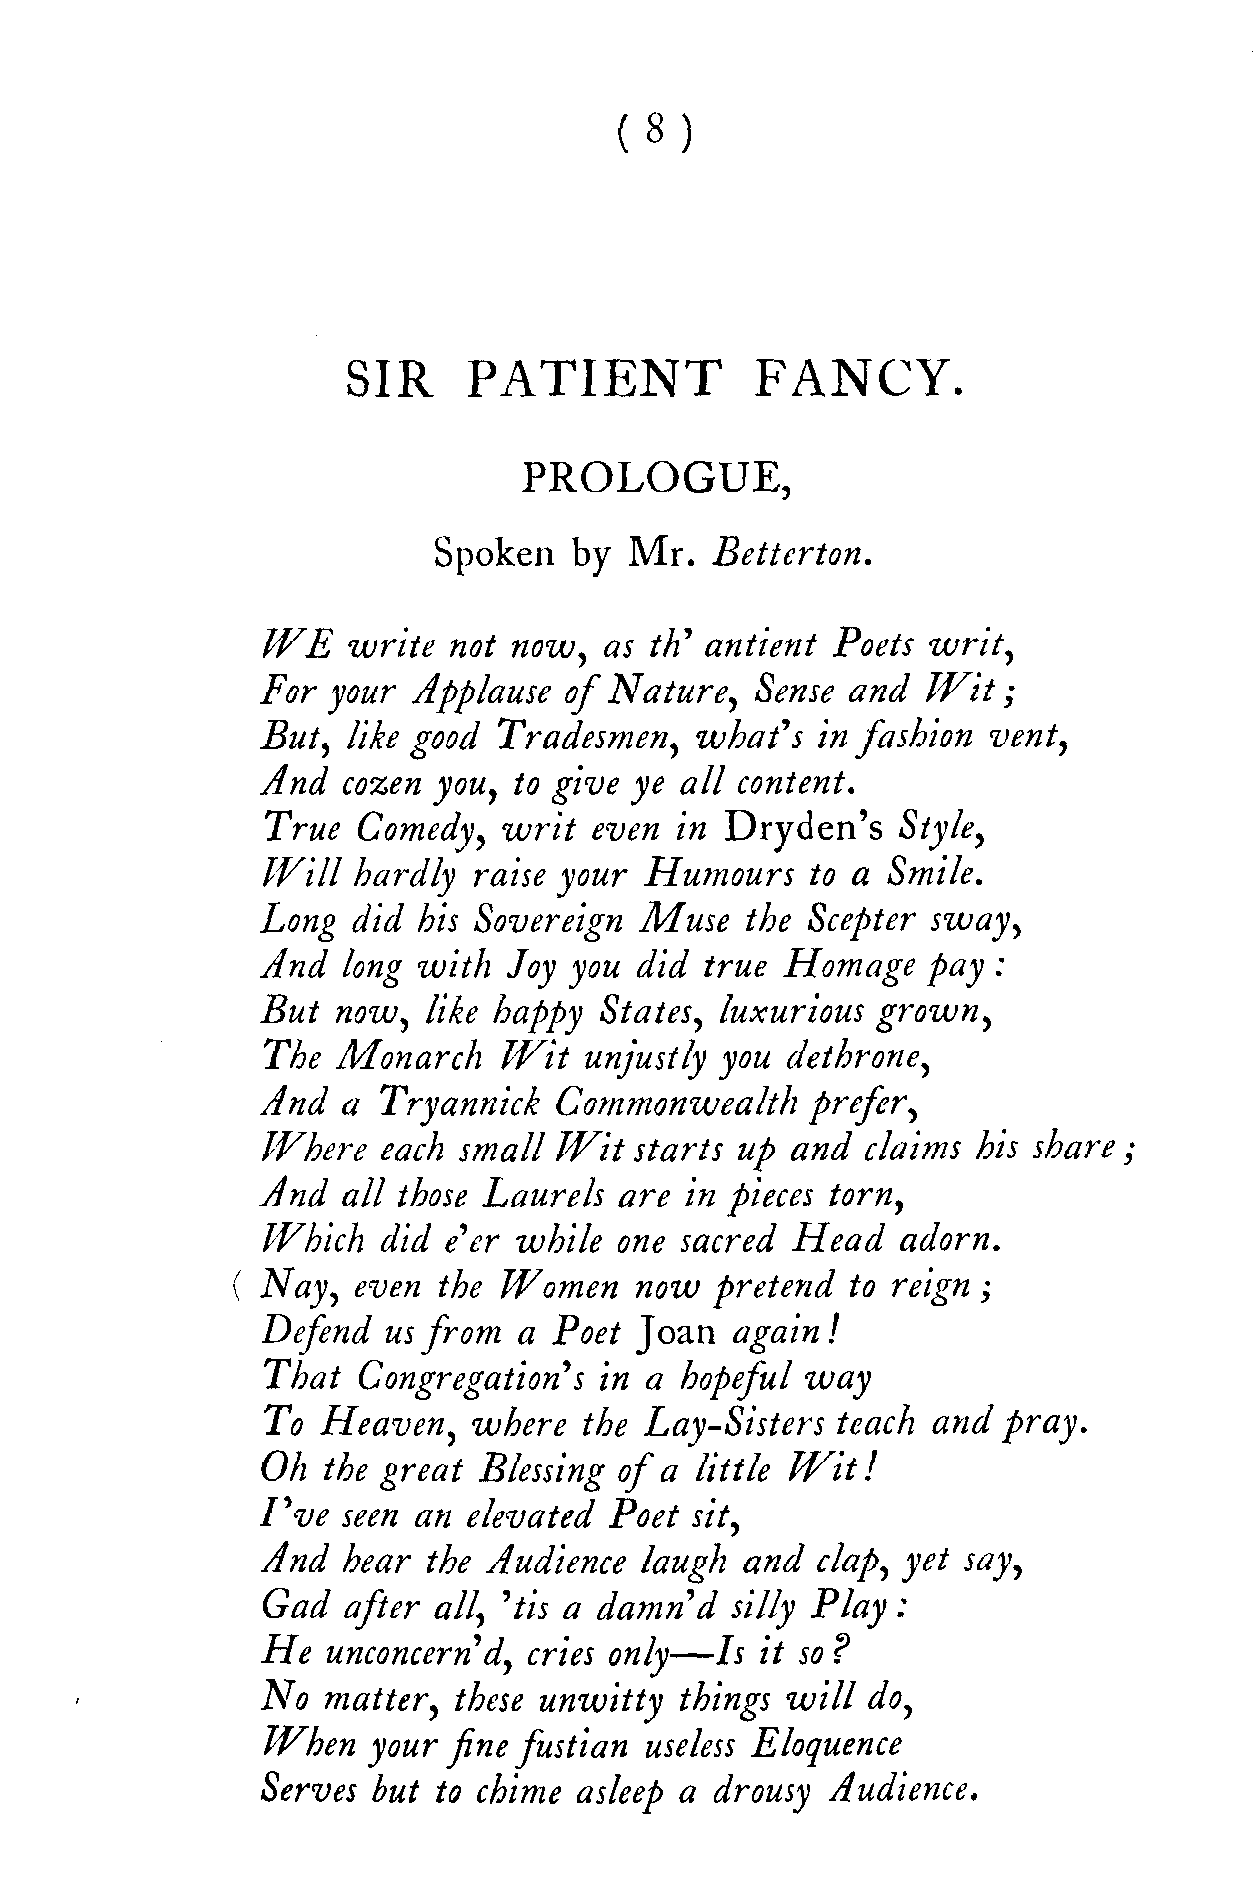 ( 8 )
SIR PATIENT FANCY.
PROLOGUE,
Spoken by Mr. Betterton.
WE write not now, as th' antient Poets writ,
For your Applause of Nature, Sense and Wit ;
But, like good Tradesmen, what's in fashion vent,
And cozen you, to give ye all content.
True Comedy, writ even in Dryden's Style,
Will hardly raise your Humours to a Smile.
Long did his Sovereign Muse the Scepter sway,
And long with Joy you did true Homage pay :
But now, like happy States, luxurious grown,
The Monarch Wit unjustly you dethrone,
And a Tryannick Commonwealth prefer,
Where each small Wit starts up and claims his share ;
And all those Laurels are in pieces torn,
Which did e'er while one sacred Head adorn.
( Nay, even the Women now pretend to reign ;
Defend us from a Poet Joan again !
That Congregation's in a hopeful way
To Heaven, where the Lay-Sisters teach and pray.
Oh the great Blessing of a little Wit !
I've seen an elevated Poet sit,
And hear the Audience laugh and clap, yet say,
Gad after all, 'tis a damn'd silly Play :
He unconcern'd, cries only—Is it so ?
No matter, these unwitty things will do,
When your fine fustian useless Eloquence
Serves but to chime asleep a drousy Audience.